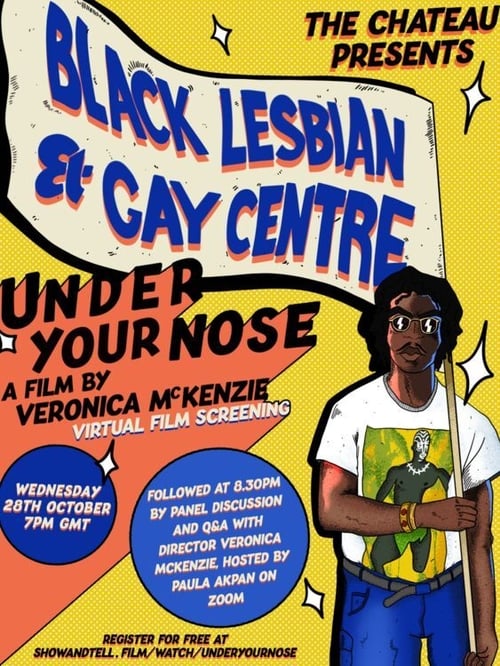 THE CHATEAU
PRESENTS
BLACK LESBIAN
& GAY CENTRE
UNDER
YOUR NOSE
A FILM BY
VERONICA McKENZIE
VIRTUAL FILM SCREENING
WEDNESDAY
28TH OCTOBER
7PM GMT
FOLLOWED AT 8.30PM
BY PANEL DISCUSSION
AND Q&A WITH
DIRECTOR VERONICA
MCKENZIE, HOSTED BY
PAULA AKPAN ON
ZOOM
REGISTER FOR FREE AT
SHOWANDTELL.FILM/WATCH/UNDERYOURNOSE